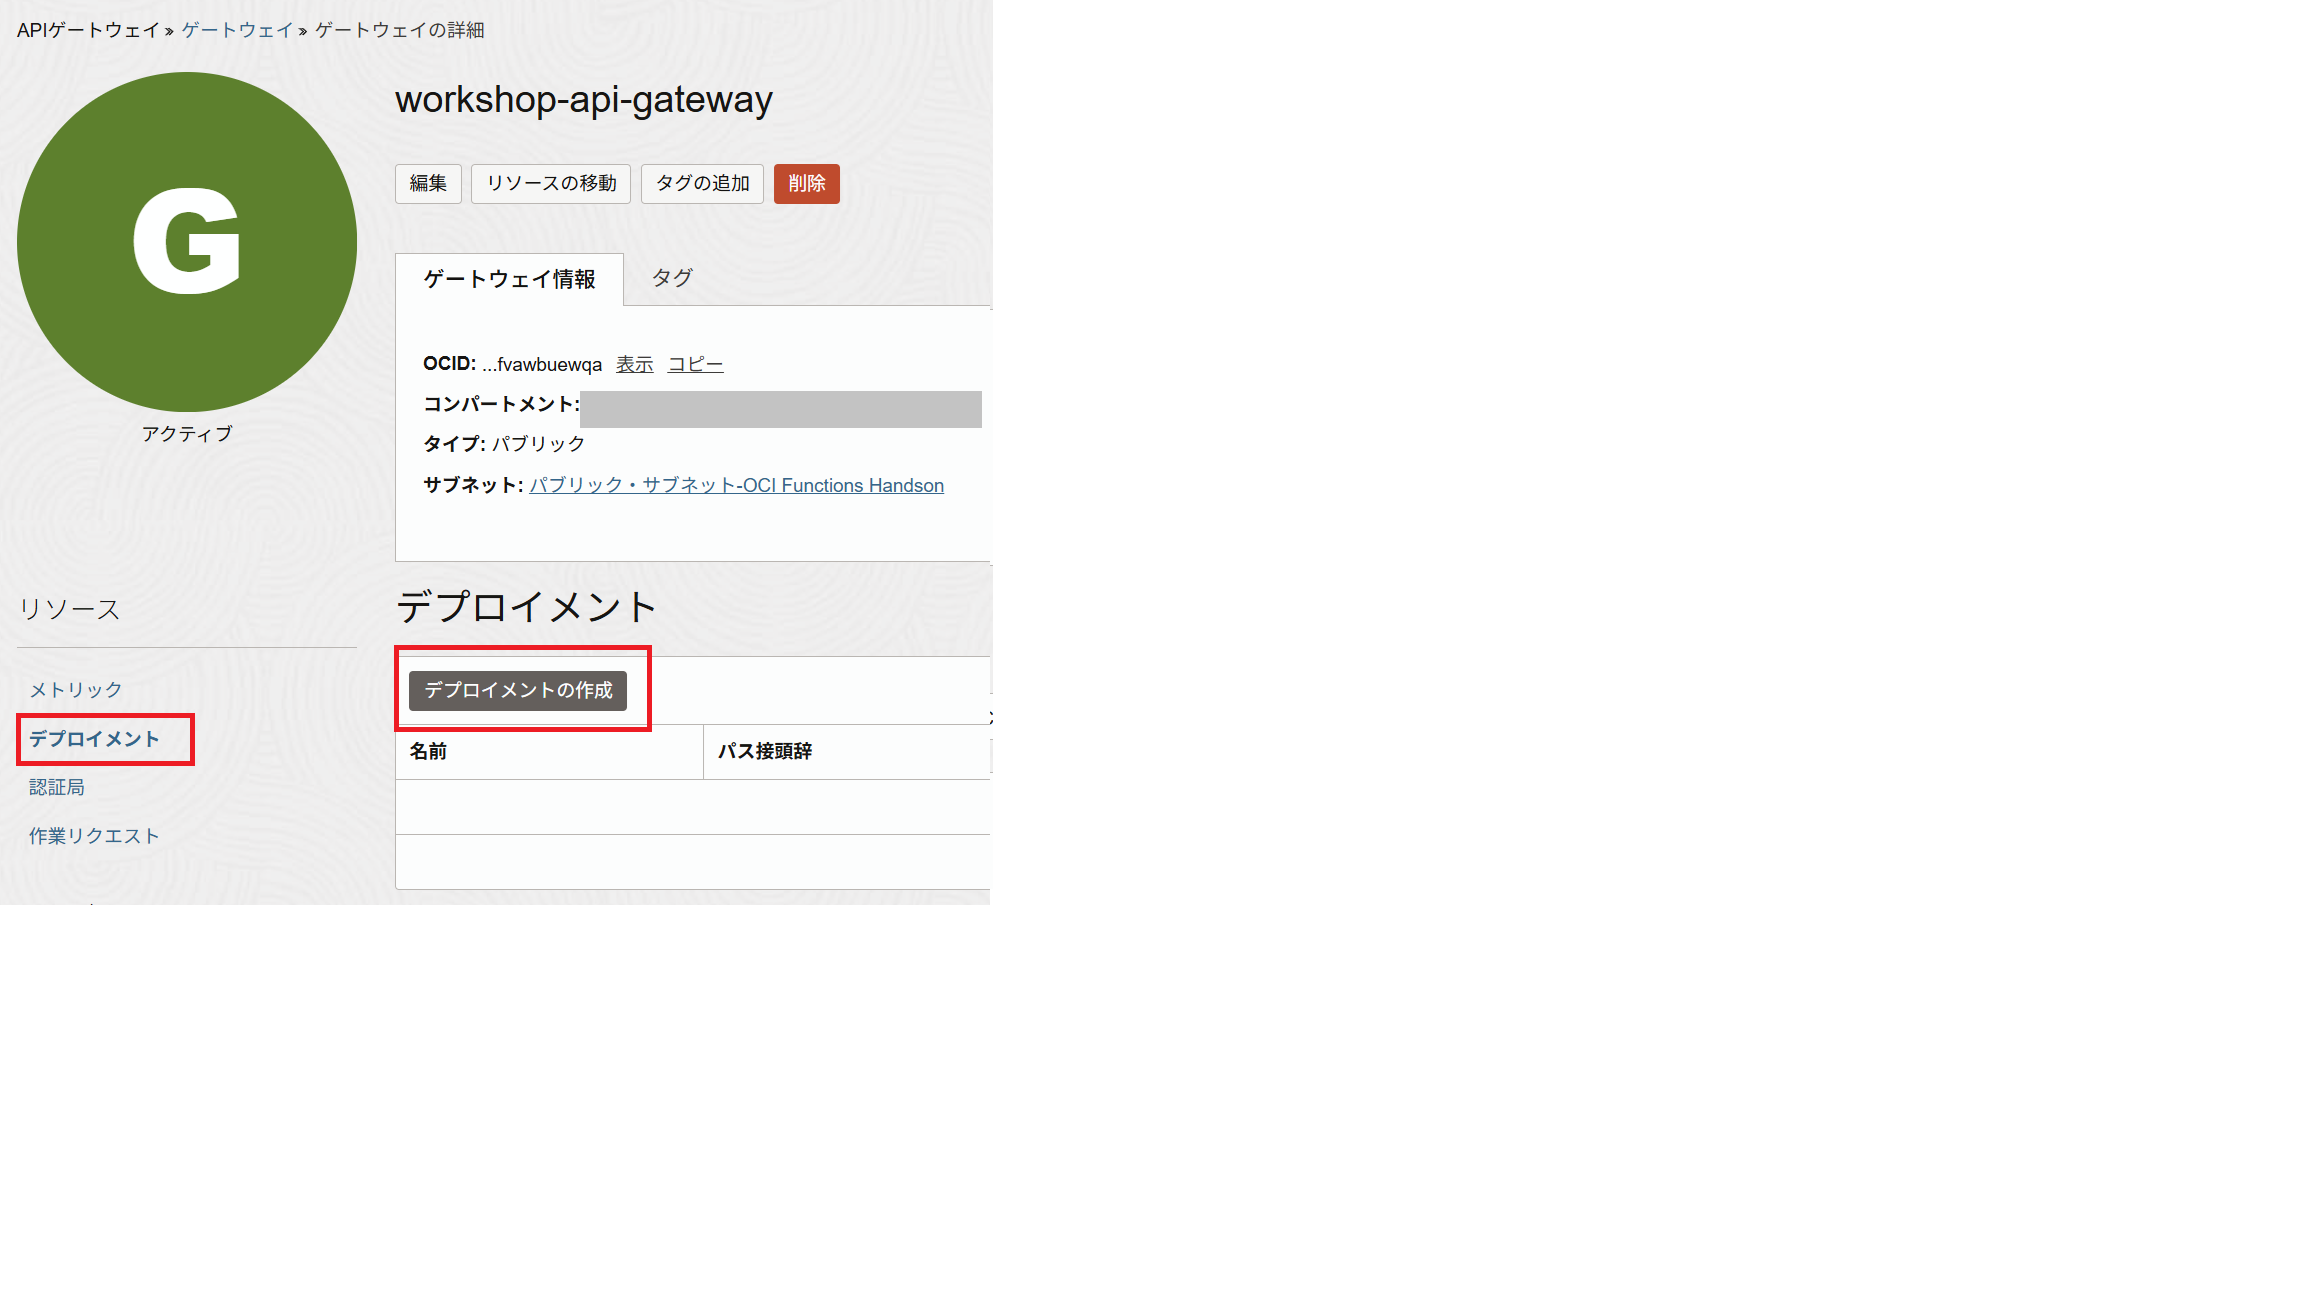 APIゲートウェイ » ゲートウェイ » ゲートウェイの詳細
G
アクティブ
workshop-api-gateway
編集 リソースの移動 タグの追加 削除
ゲートウェイ情報 タグ
OCID: ...fvawbuewqa 表示 コピー
コンパートメント:
タイプ: パブリック
サブネット: パブリック・サブネット-OCI Functions Handson
リソース
メトリック
デプロイメント
認証局
作業リクエスト
デプロイメント
デプロイメントの作成
名前 パス接頭辞